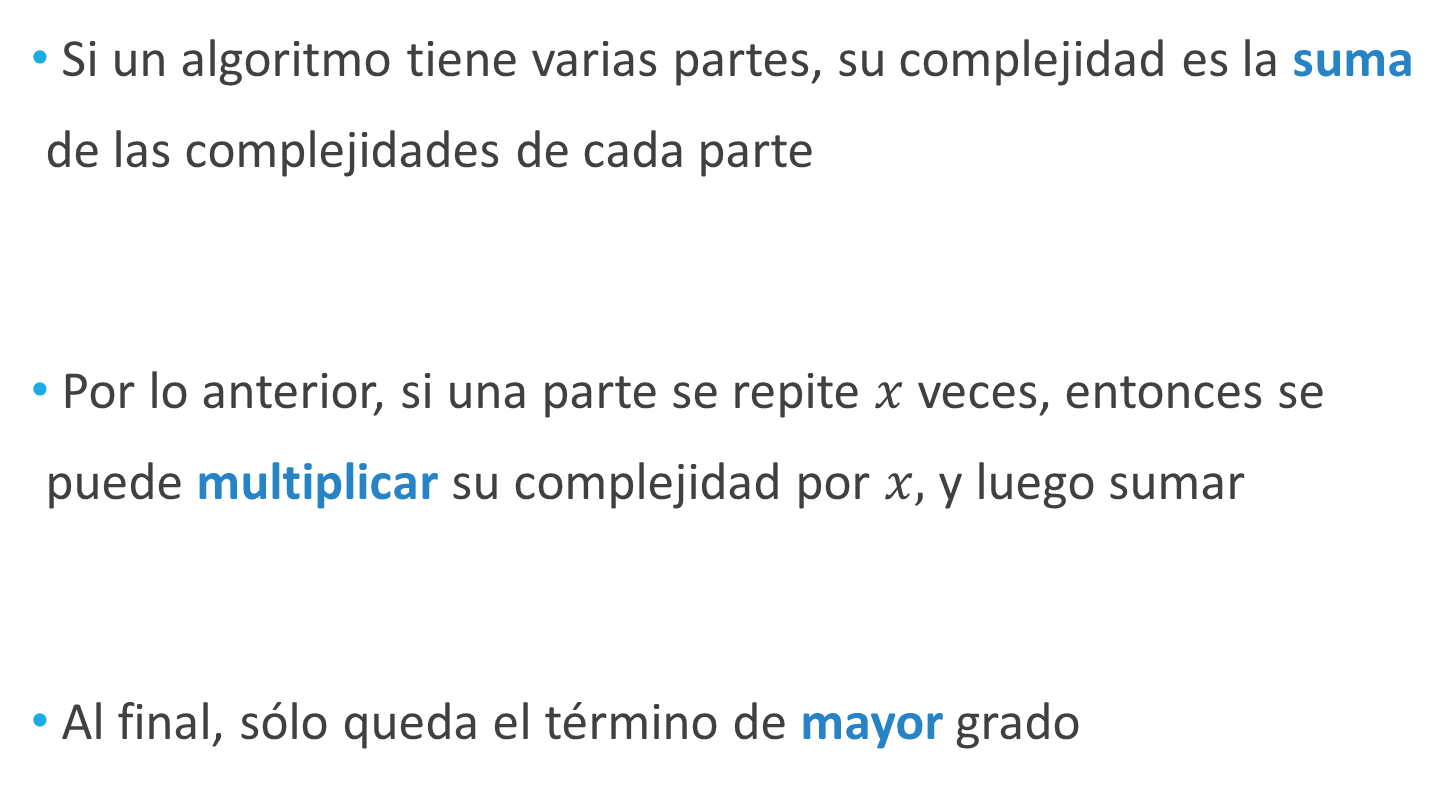 • Si un algoritmo tiene varias partes, su complejidad es la suma
de las complejidades de cada parte
• Por lo anterior, si una parte se repite x veces, entonces se
puede multiplicar su complejidad por x, y luego sumar
• Al final, sólo queda el término de mayor grado